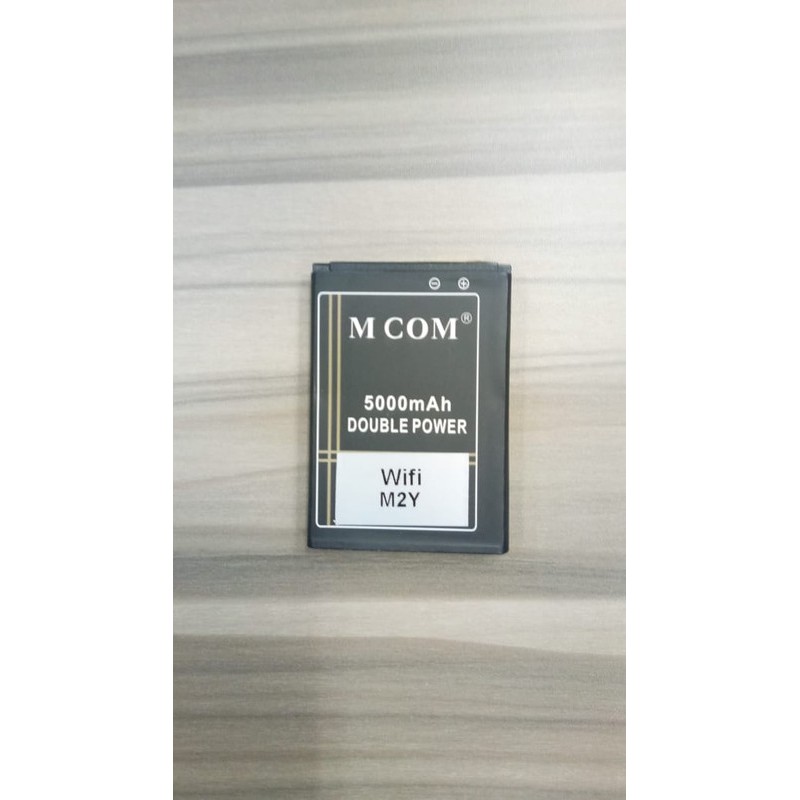 M COM®
5000mAh
DOUBLE POWER
Wifi
M2Y